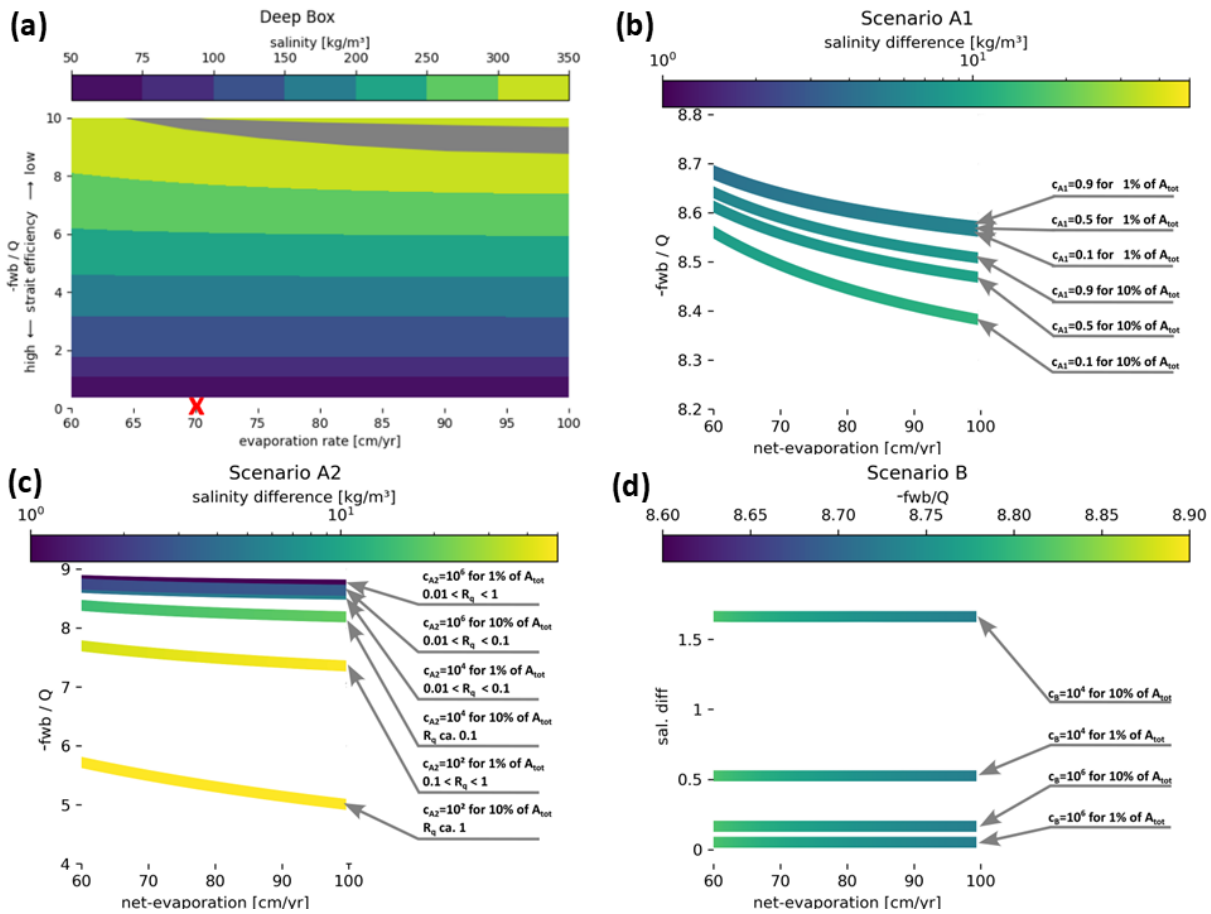 (a)
Deep Box
salinity [kg/m³]
50 75 100 150 200 250 300 350
-fwb / Q
high ⟵ strait efficiency ⟶ low
10
8
6
4
2
0
X
60 65 70 75 80 85 90 95 100
evaporation rate [cm/yr]
(b)
Scenario A1
salinity difference [kg/m³]
10⁰ 10¹
-fwb / Q
8.8
8.7
8.6
8.5
8.4
8.3
8.2
c_A1=0.9 for 1% of A_tot
c_A1=0.5 for 1% of A_tot
c_A1=0.1 for 1% of A_tot
c_A1=0.9 for 10% of A_tot
c_A1=0.5 for 10% of A_tot
c_A1=0.1 for 10% of A_tot
60 70 80 90 100
net-evaporation [cm/yr]
(c)
Scenario A2
salinity difference [kg/m³]
10⁰ 10¹
-fwb / Q
9
8
7
6
5
4
c_A2=10⁶ for 1% of A_tot
0.01 < R_q < 1
c_A2=10⁶ for 10% of A_tot
0.01 < R_q < 0.1
c_A2=10⁴ for 1% of A_tot
0.01 < R_q < 0.1
c_A2=10⁴ for 10% of A_tot
R_q ca. 0.1
c_A2=10² for 1% of A_tot
0.1 < R_q < 1
c_A2=10² for 10% of A_tot
R_q ca. 1
60 70 80 90 100
net-evaporation [cm/yr]
(d)
Scenario B
-fwb/Q
8.60 8.65 8.70 8.75 8.80 8.85 8.90
sal. diff
1.5
1
0.5
0
c_B=10⁴ for 10% of A_tot
c_B=10⁴ for 1% of A_tot
c_B=10⁶ for 10% of A_tot
c_B=10⁶ for 1% of A_tot
60 70 80 90 100
net-evaporation [cm/yr]